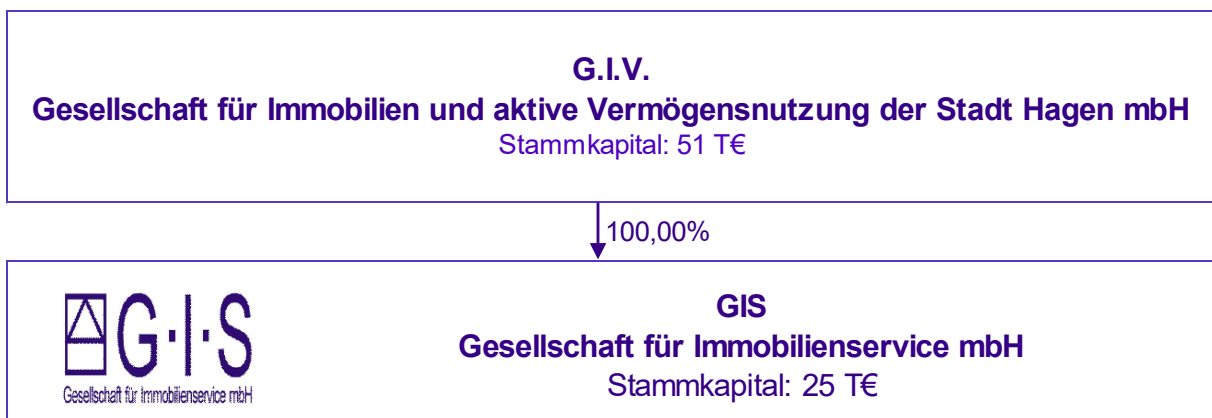 G.I.V.
Gesellschaft für Immobilien und aktive Vermögensnutzung der Stadt Hagen mbH
Stammkapital: 51 T€
100,00%
G·I·S
Gesellschaft für Immobilienservice mbH
GIS
Gesellschaft für Immobilienservice mbH
Stammkapital: 25 T€